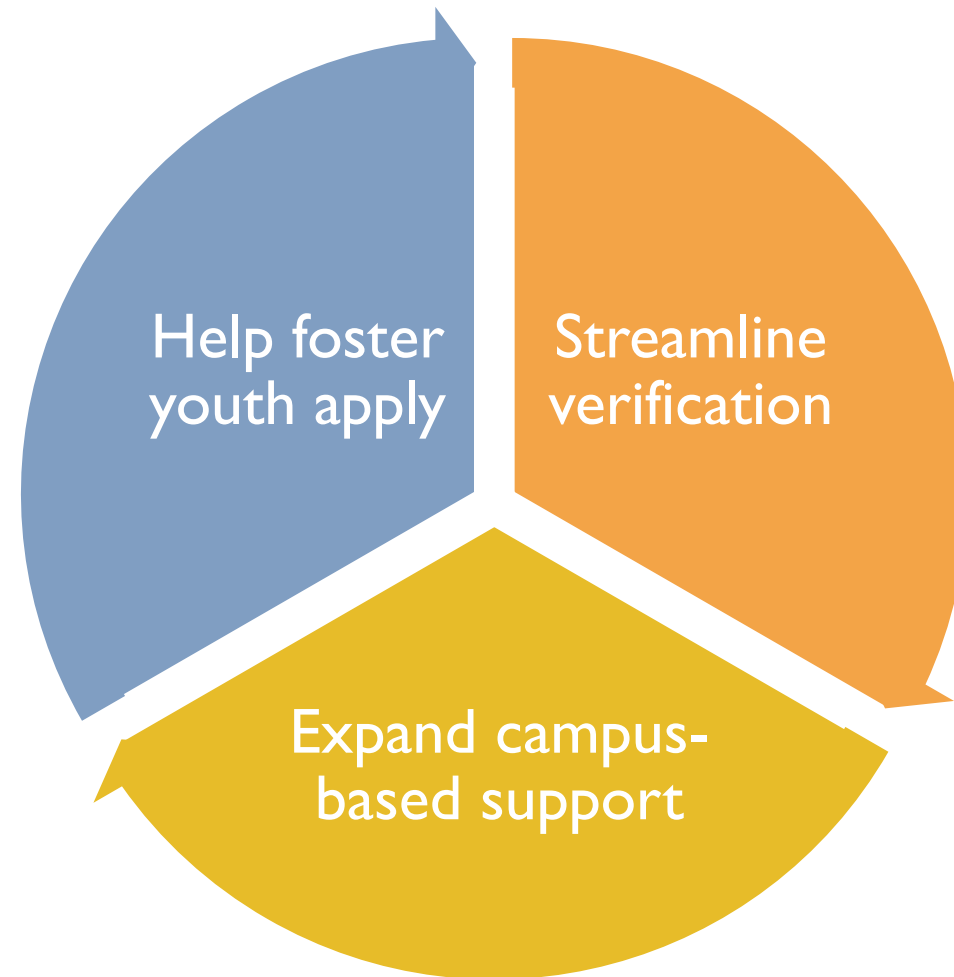 Help foster
youth apply
Streamline
verification
Expand campus-
based support